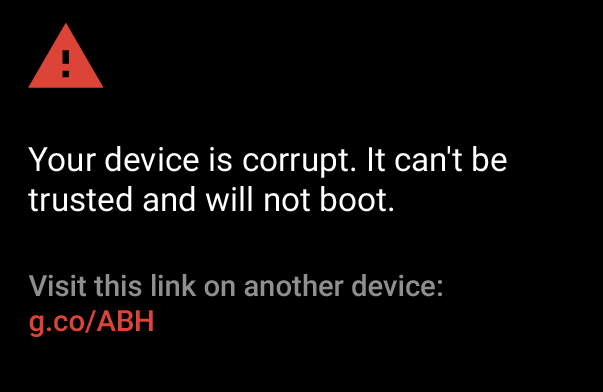 Your device is corrupt. It can't be
trusted and will not boot.
Visit this link on another device:
g.co/ABH